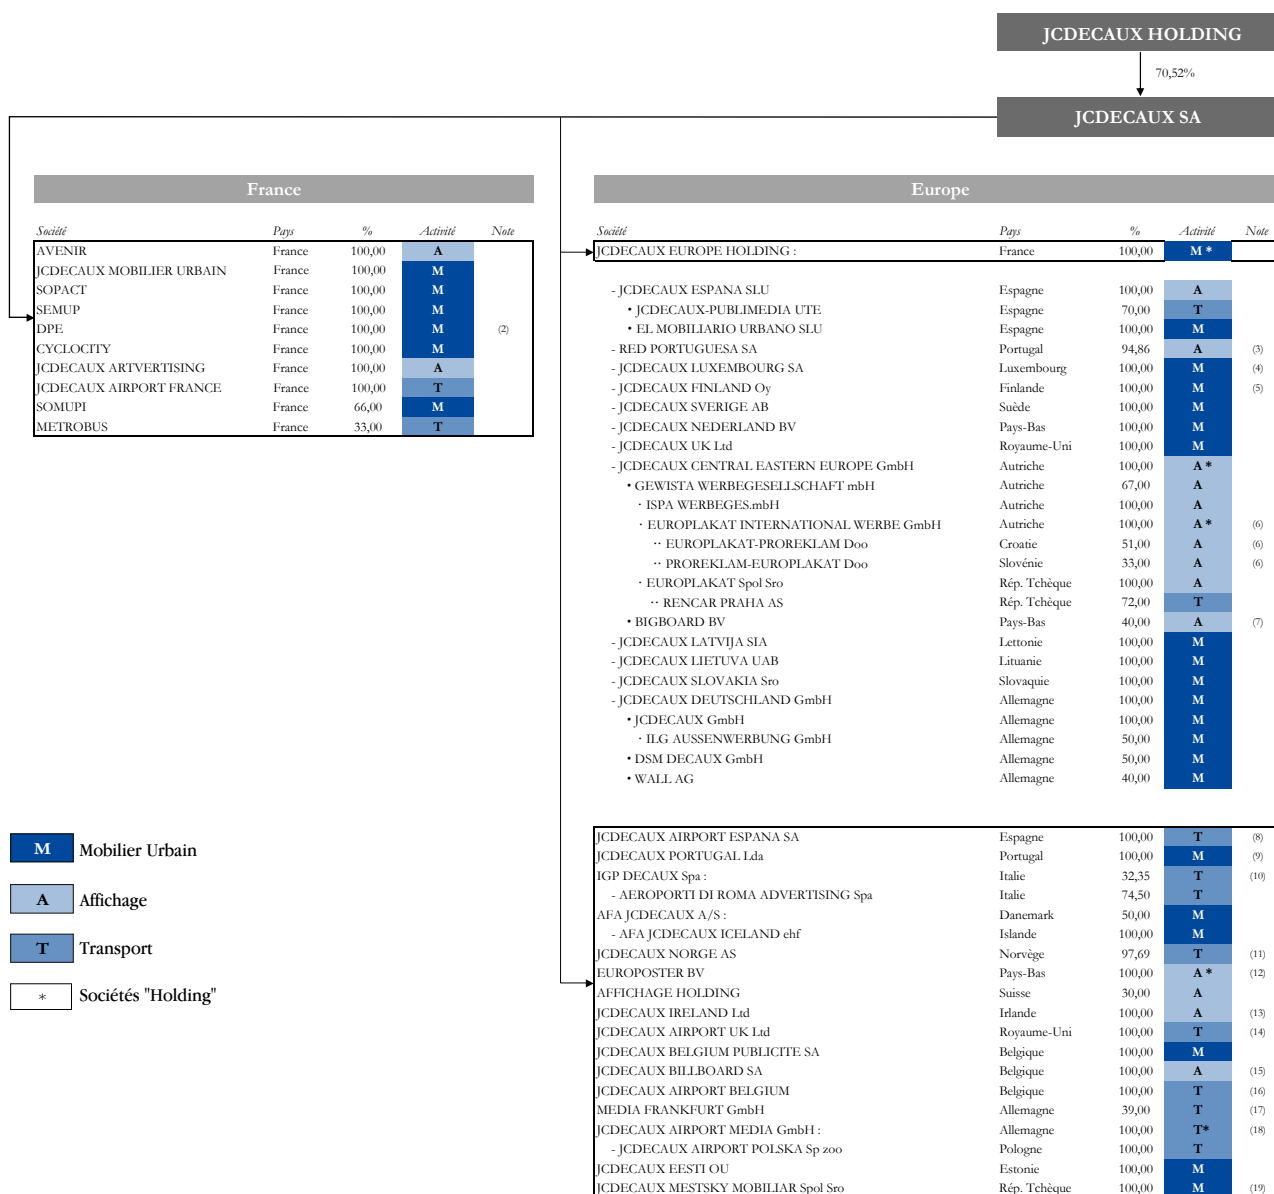 JCDECAUX HOLDING
70,52%
JCDECAUX SA
France
Société Pays % Activité Note
AVENIR France 100,00 A
JCDECAUX MOBILIER URBAIN France 100,00 M
SOPACT France 100,00 M
SEMUP France 100,00 M
DPE France 100,00 M (2)
CYCLOCITY France 100,00 M
JCDECAUX ARTVERTISING France 100,00 A
JCDECAUX AIRPORT FRANCE France 100,00 T
SOMUPI France 66,00 M
METROBUS France 33,00 T
Europe
Société Pays % Activité Note
JCDECAUX EUROPE HOLDING : France 100,00 M *
- JCDECAUX ESPANA SLU Espagne 100,00 A
• JCDECAUX-PUBLIMEDIA UTE Espagne 70,00 T
• EL MOBILIARIO URBANO SLU Espagne 100,00 M
- RED PORTUGUESA SA Portugal 94,86 A (3)
- JCDECAUX LUXEMBOURG SA Luxembourg 100,00 M (4)
- JCDECAUX FINLAND Oy Finlande 100,00 M (5)
- JCDECAUX SVERIGE AB Suède 100,00 M
- JCDECAUX NEDERLAND BV Pays-Bas 100,00 M
- JCDECAUX UK Ltd Royaume-Uni 100,00 M
- JCDECAUX CENTRAL EASTERN EUROPE GmbH Autriche 100,00 A *
• GEWISTA WERBEGESELLSCHAFT mbH Autriche 67,00 A
· ISPA WERBEGES.mbH Autriche 100,00 A
· EUROPLAKAT INTERNATIONAL WERBE GmbH Autriche 100,00 A * (6)
·· EUROPLAKAT-PROREKLAM Doo Croatie 51,00 A (6)
·· PROREKLAM-EUROPLAKAT Doo Slovénie 33,00 A (6)
· EUROPLAKAT Spol Sro Rép. Tchèque 100,00 A
·· RENCAR PRAHA AS Rép. Tchèque 72,00 T
• BIGBOARD BV Pays-Bas 40,00 A (7)
- JCDECAUX LATVIJA SIA Lettonie 100,00 M
- JCDECAUX LIETUVA UAB Lituanie 100,00 M
- JCDECAUX SLOVAKIA Sro Slovaquie 100,00 M
- JCDECAUX DEUTSCHLAND GmbH Allemagne 100,00 M
• JCDECAUX GmbH Allemagne 100,00 M
· ILG AUSSENWERBUNG GmbH Allemagne 50,00 M
• DSM DECAUX GmbH Allemagne 50,00 M
• WALL AG Allemagne 40,00 M
JCDECAUX AIRPORT ESPANA SA Espagne 100,00 T (8)
JCDECAUX PORTUGAL Lda Portugal 100,00 M (9)
IGP DECAUX Spa : Italie 32,35 T (10)
- AEROPORTI DI ROMA ADVERTISING Spa Italie 74,50 T
AFA JCDECAUX A/S : Danemark 50,00 M
- AFA JCDECAUX ICELAND ehf Islande 100,00 M
JCDECAUX NORGE AS Norvège 97,69 T (11)
EUROPOSTER BV Pays-Bas 100,00 A * (12)
AFFICHAGE HOLDING Suisse 30,00 A
JCDECAUX IRELAND Ltd Irlande 100,00 A (13)
JCDECAUX AIRPORT UK Ltd Royaume-Uni 100,00 T (14)
JCDECAUX BELGIUM PUBLICITE SA Belgique 100,00 M
JCDECAUX BILLBOARD SA Belgique 100,00 A (15)
JCDECAUX AIRPORT BELGIUM Belgique 100,00 T (16)
MEDIA FRANKFURT GmbH Allemagne 39,00 T (17)
JCDECAUX AIRPORT MEDIA GmbH : Allemagne 100,00 T* (18)
- JCDECAUX AIRPORT POLSKA Sp zoo Pologne 100,00 T
JCDECAUX EESTI OU Estonie 100,00 M
JCDECAUX MESTSKY MOBILIAR Spol Sro Rép. Tchèque 100,00 M (19)
M Mobilier Urbain
A Affichage
T Transport
* Sociétés "Holding"